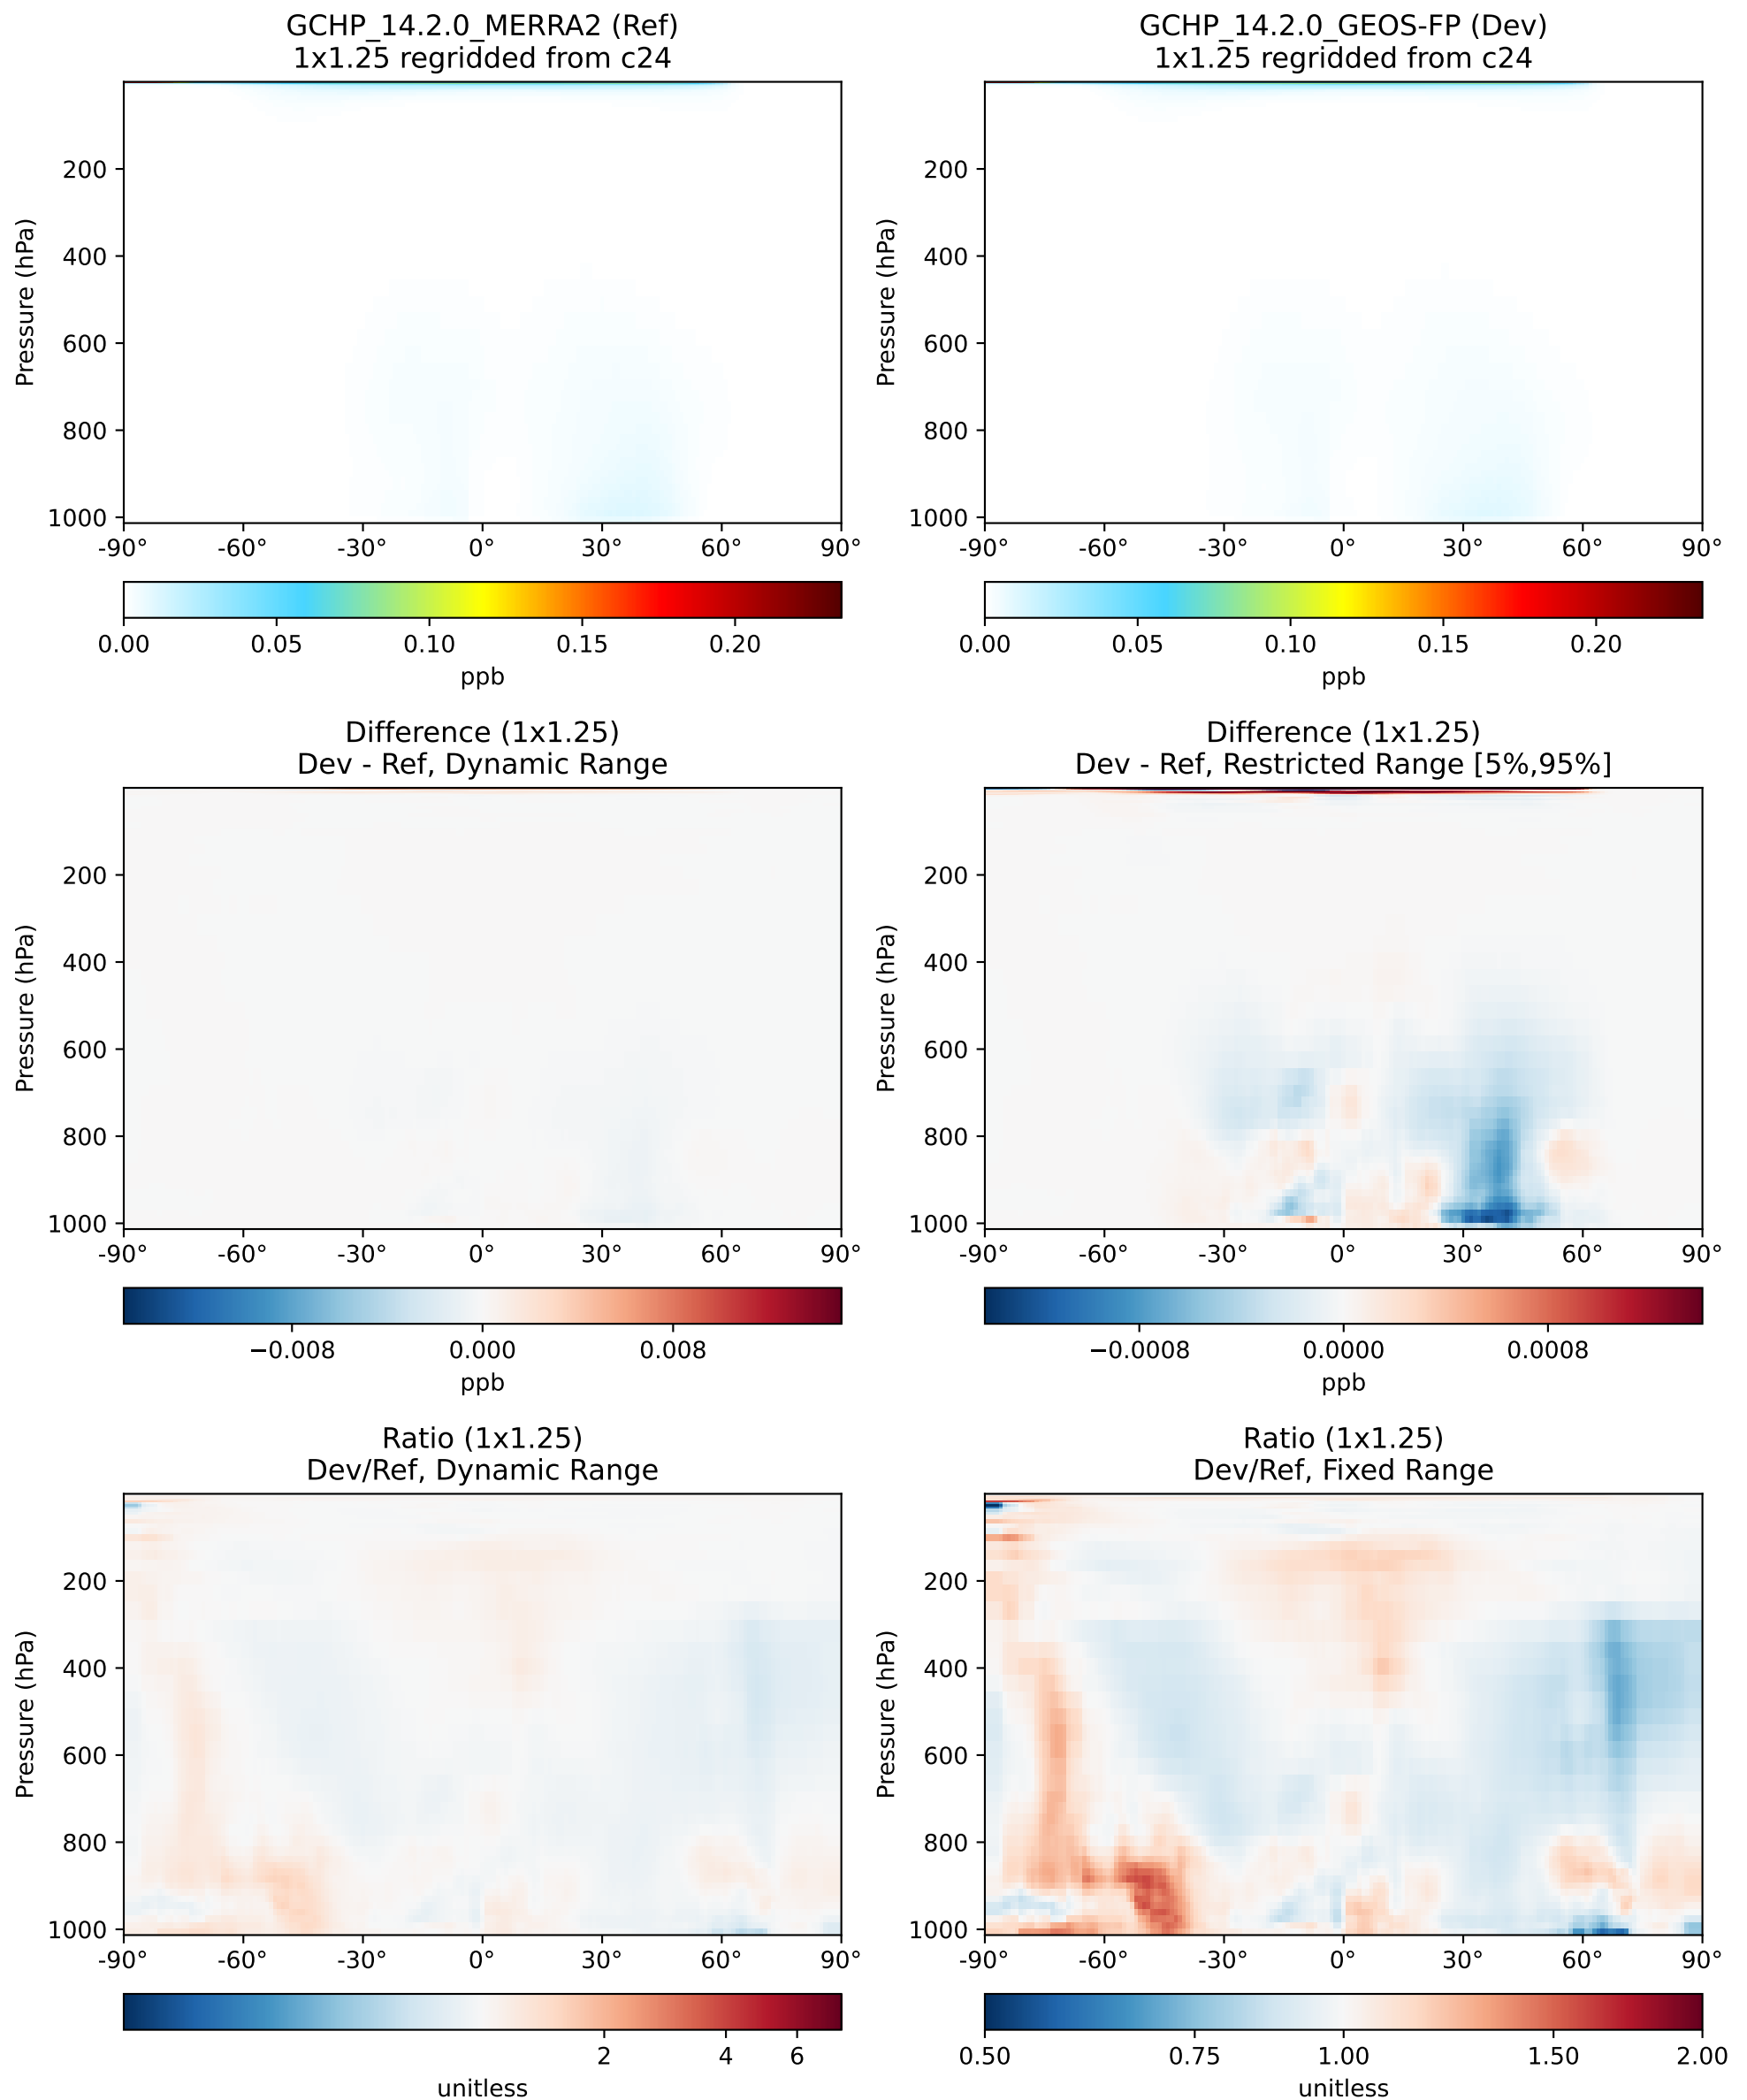 GCHP_14.2.0_MERRA2 (Ref)
1x1.25 regridded from c24
Pressure (hPa)
200
400
600
800
1000
-90° -60° -30° 0° 30° 60° 90°
0.00 0.05 0.10 0.15 0.20
ppb
GCHP_14.2.0_GEOS-FP (Dev)
1x1.25 regridded from c24
Pressure (hPa)
200
400
600
800
1000
-90° -60° -30° 0° 30° 60° 90°
0.00 0.05 0.10 0.15 0.20
ppb
Difference (1x1.25)
Dev - Ref, Dynamic Range
Pressure (hPa)
200
400
600
800
1000
-90° -60° -30° 0° 30° 60° 90°
−0.008 0.000 0.008
ppb
Difference (1x1.25)
Dev - Ref, Restricted Range [5%,95%]
Pressure (hPa)
200
400
600
800
1000
-90° -60° -30° 0° 30° 60° 90°
−0.0008 0.0000 0.0008
ppb
Ratio (1x1.25)
Dev/Ref, Dynamic Range
Pressure (hPa)
200
400
600
800
1000
-90° -60° -30° 0° 30° 60° 90°
2 4 6
unitless
Ratio (1x1.25)
Dev/Ref, Fixed Range
Pressure (hPa)
200
400
600
800
1000
-90° -60° -30° 0° 30° 60° 90°
0.50 0.75 1.00 1.50 2.00
unitless